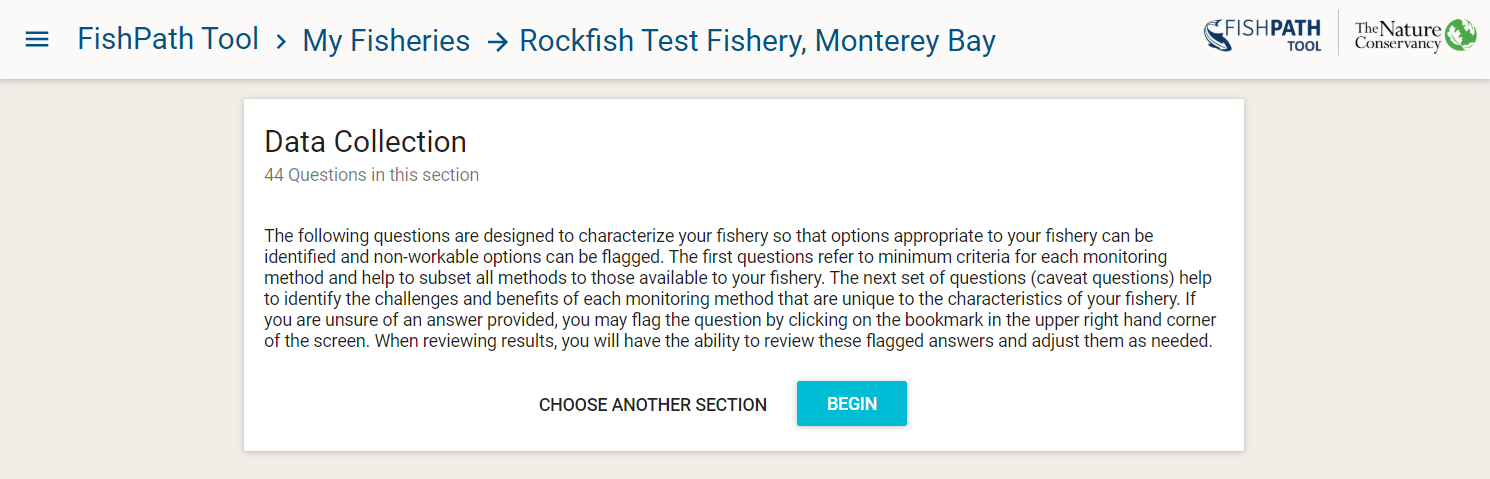 FishPath Tool > My Fisheries → Rockfish Test Fishery, Monterey Bay
FISHPATH
TOOL
The Nature
Conservancy
Data Collection
44 Questions in this section
The following questions are designed to characterize your fishery so that options appropriate to your fishery can be
identified and non-workable options can be flagged. The first questions refer to minimum criteria for each monitoring
method and help to subset all methods to those available to your fishery. The next set of questions (caveat questions) help
to identify the challenges and benefits of each monitoring method that are unique to the characteristics of your fishery. If
you are unsure of an answer provided, you may flag the question by clicking on the bookmark in the upper right hand corner
of the screen. When reviewing results, you will have the ability to review these flagged answers and adjust them as needed.
CHOOSE ANOTHER SECTION BEGIN